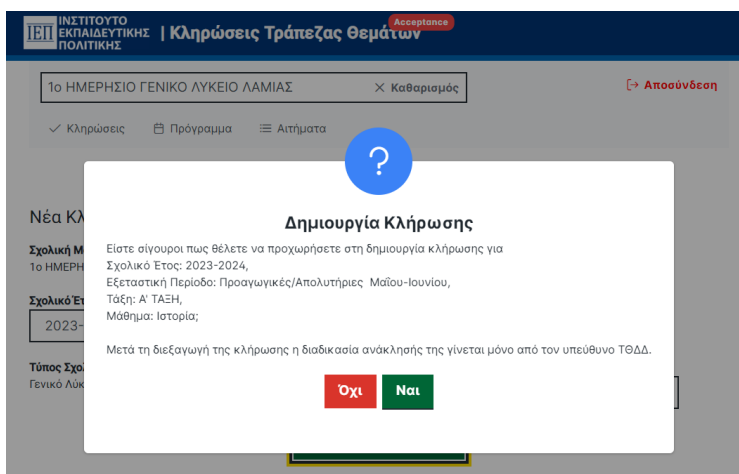 ΙΕΠ
ΙΝΣΤΙΤΟΥΤΟ
ΕΚΠΑΙΔΕΥΤΙΚΗΣ
ΠΟΛΙΤΙΚΗΣ
| Κληρώσεις Τράπεζας Θεμάτων
Acceptance
1ο ΗΜΕΡΗΣΙΟ ΓΕΝΙΚΟ ΛΥΚΕΙΟ ΛΑΜΙΑΣ
Καθαρισμός
Αποσύνδεση
Κληρώσεις
Πρόγραμμα
Αιτήματα
?
Νέα Κλ
Δημιουργία Κλήρωσης
Σχολική Μ
1ο ΗΜΕΡΗ
Είστε σίγουροι πως θέλετε να προχωρήσετε στη δημιουργία κλήρωσης για
Σχολικό Έτος: 2023-2024,
Εξεταστική Περίοδο: Προαγωγικές/Απολυτήριες Μαΐου-Ιουνίου,
Τάξη: Α' ΤΑΞΗ,
Μάθημα: Ιστορία;
Σχολικό Έτ
2023-
Μετά τη διεξαγωγή της κλήρωσης η διαδικασία ανάκλησής της γίνεται μόνο από τον υπεύθυνο ΤΘΔΔ.
Τύπος Σχολ
Γενικό Λύκ
Όχι
Ναι